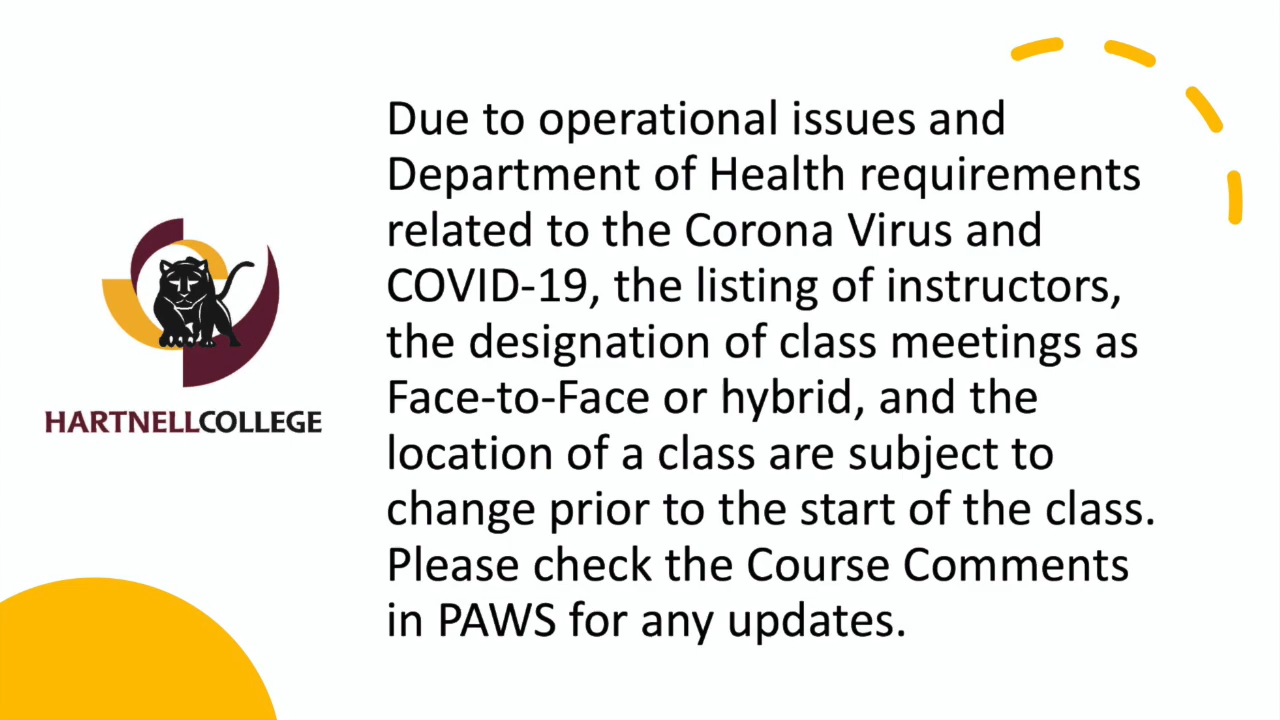 Due to operational issues and
Department of Health requirements
related to the Corona Virus and
COVID-19, the listing of instructors,
the designation of class meetings as
Face-to-Face or hybrid, and the
location of a class are subject to
change prior to the start of the class.
Please check the Course Comments
in PAWS for any updates.
HARTNELLCOLLEGE